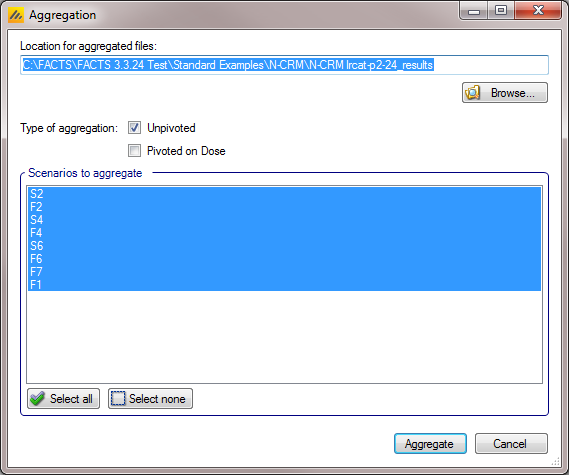 Aggregation
Location for aggregated files:
C:\FACTS\FACTS 3.3.24 Test\Standard Examples\N-CRM\N-CRM lrcat-p2-24_results
Browse...
Type of aggregation:
Unpivoted
Pivoted on Dose
Scenarios to aggregate
S2
F2
S4
F4
S6
F6
F7
F1
Select all
Select none
Aggregate
Cancel